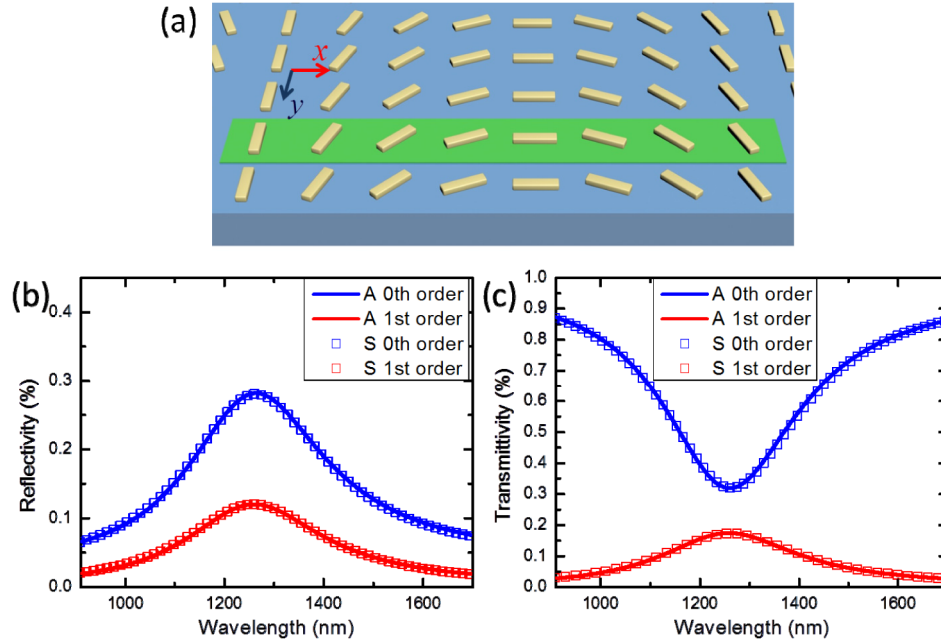 (a)
x
y
(b)
A 0th order
A 1st order
S 0th order
S 1st order
0.4
0.3
0.1
0.0
Reflectivity (%)
1000 1200 1400 1600
Wavelength (nm)
(c)
A 0th order
A 1st order
S 0th order
S 1st order
1.0
0.9
0.8
0.7
0.6
0.5
0.4
0.3
0.2
0.1
0.0
Transmittivity (%)
1000 1200 1400 1600
Wavelength (nm)